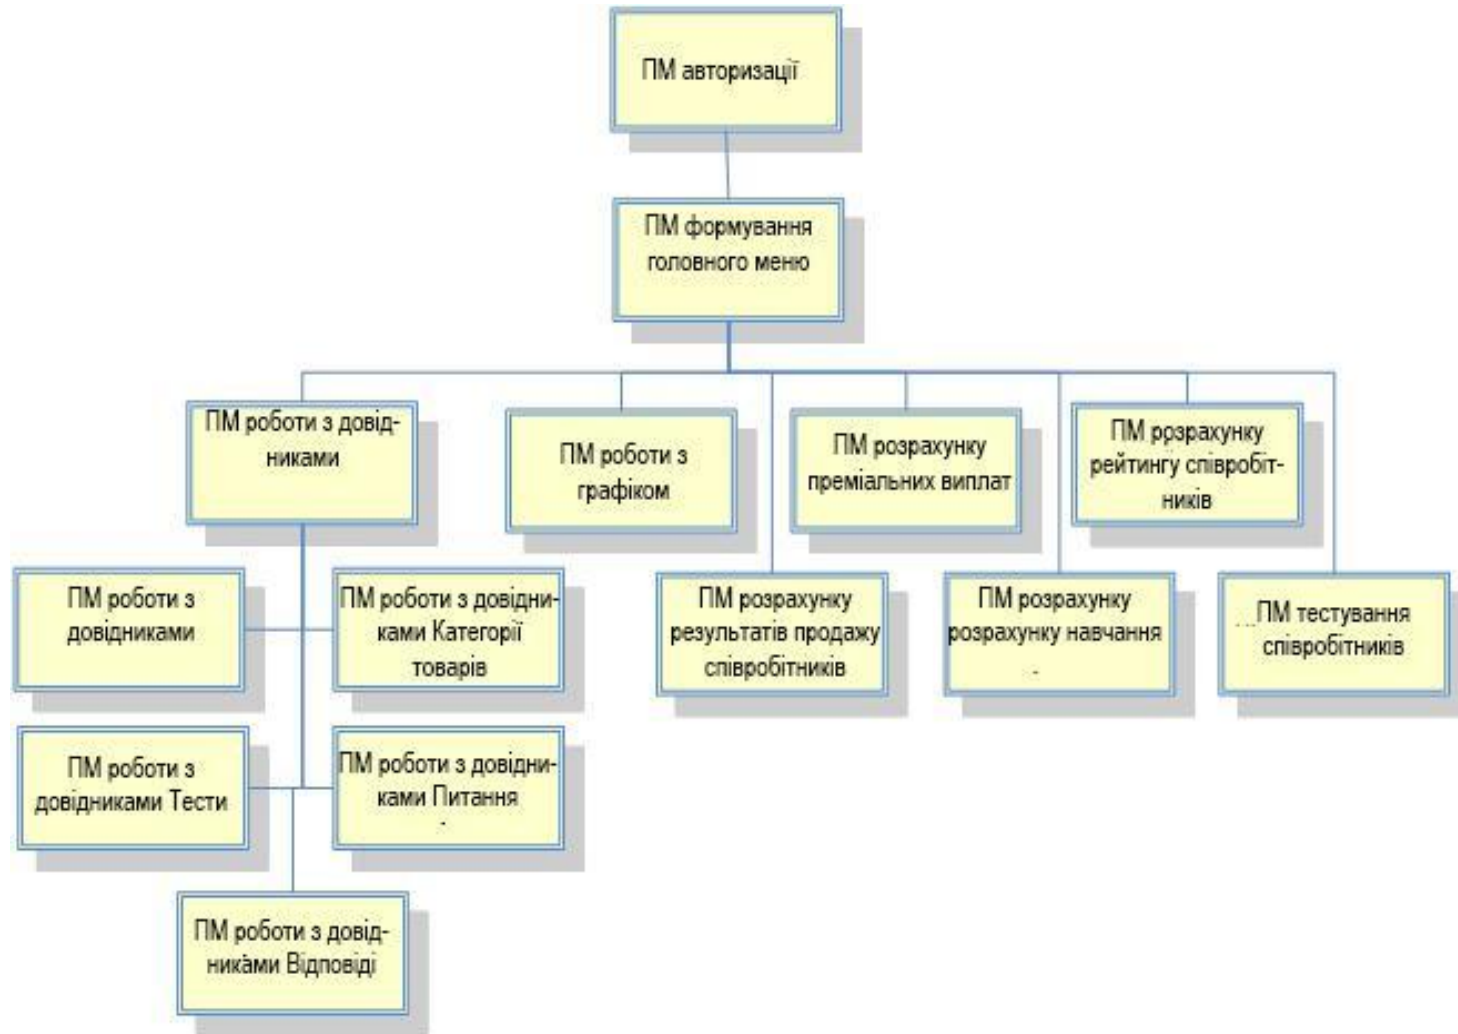 ПМ авторизації
ПМ формування
головного меню
ПМ роботи з довід-
никами
ПМ роботи з
графіком
ПМ розрахунку
преміальних виплат
ПМ розрахунку
рейтингу співробіт-
ників
ПМ роботи з
довідниками
ПМ роботи з довідни-
ками Категорії
товарів
ПМ розрахунку
результатів продажу
співробітників
ПМ розрахунку
розрахунку навчання
ПМ тестування
співробітників
ПМ роботи з
довідниками Тести
ПМ роботи з довідни-
ками Питання
ПМ роботи з довід-
никами Відповіді